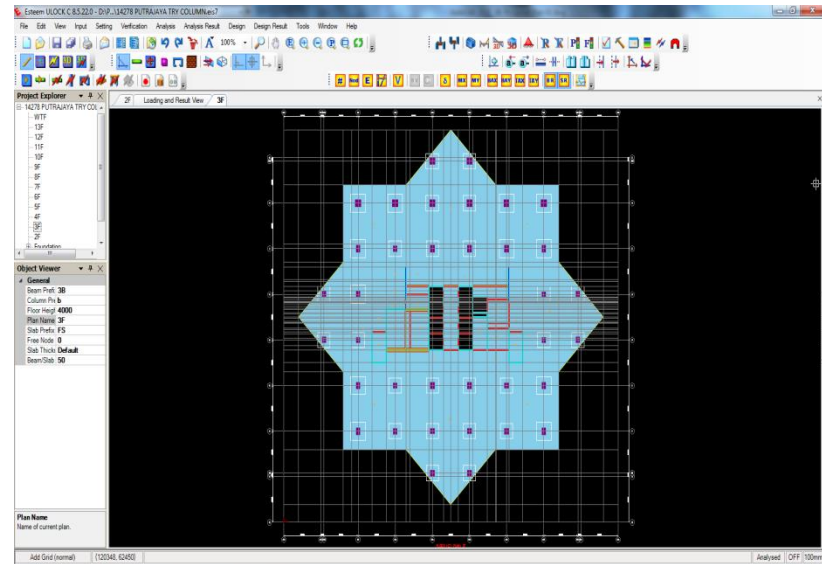 Esteem ULOCK C 8.5.22.0 - D:\P...\14278 PUTRAJAYA TRY COLUMN.eis7
File Edit View Input Setting Verification Analysis Analysis Result Design Design Result Tools Window Help
100%
Project Explorer
2F Loading and Result View 3F
14278 PUTRAJAYA TRY COL
WTF
13F
12F
11F
10F
9F
8F
7F
6F
5F
4F
3F
2F
Foundation
Object Viewer
General
Beam Prefi 3B
Column Pre b
Floor Heigl 4000
Plan Name 3F
Slab Prefix FS
Free Node 0
Slab Thickn Default
Beam/Slab 50
Plan Name
Name of current plan.
Add Grid (normal) (120348, 62450) Analysed OFF 100mm